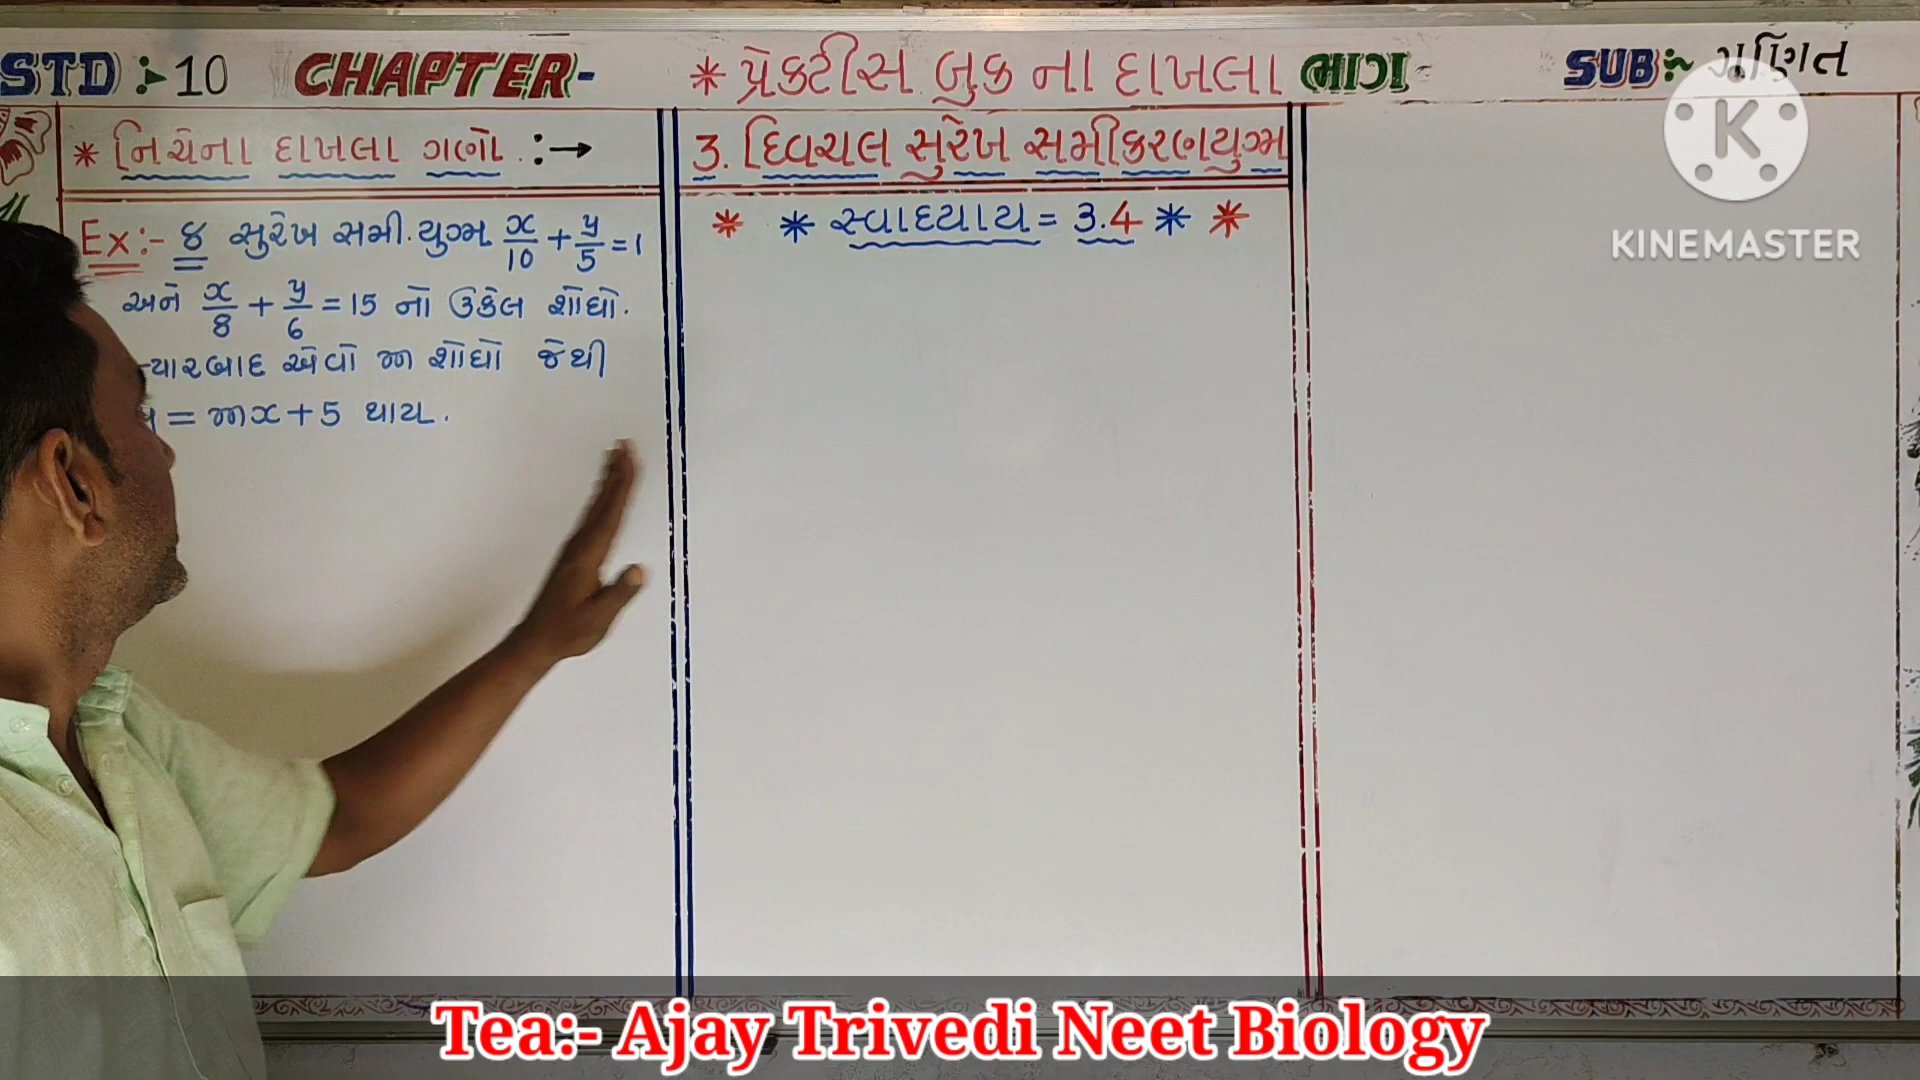 STD :- 10 CHAPTER- * પ્રેક્ટીસ બુક ના દાખલા ભાગ - SUB:~ ગણિત
K
KINEMASTER
* નિચેના દાખલા ગણો :→
Ex:- ૪ સુરેખ સમી. યુગ્મ x/10 + y/5 = 1
અને x/8 + y/6 = 15 નો ઉકેલ શોધો.
ત્યારબાદ એવો m શોધો જેથી
y = mx + 5 થાય.
3. દ્વિચલ સુરેખ સમીકરણયુગ્મ
* * સ્વાધ્યાય = 3.4 * *
Tea:- Ajay Trivedi Neet Biology